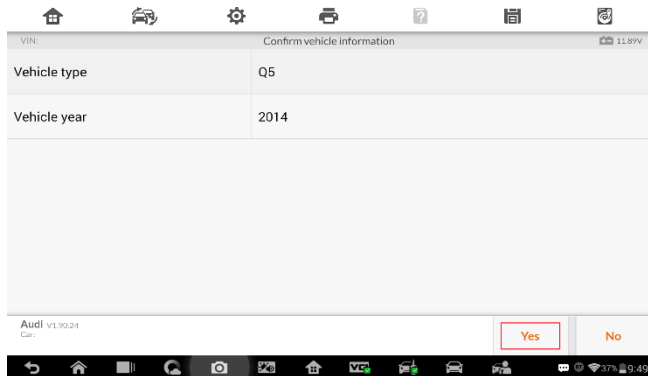 VIN: Confirm vehicle information 11.89V
Vehicle type Q5
Vehicle year 2014
Audi V1.90.24
Car:
Yes No
VCI 37% 9:49